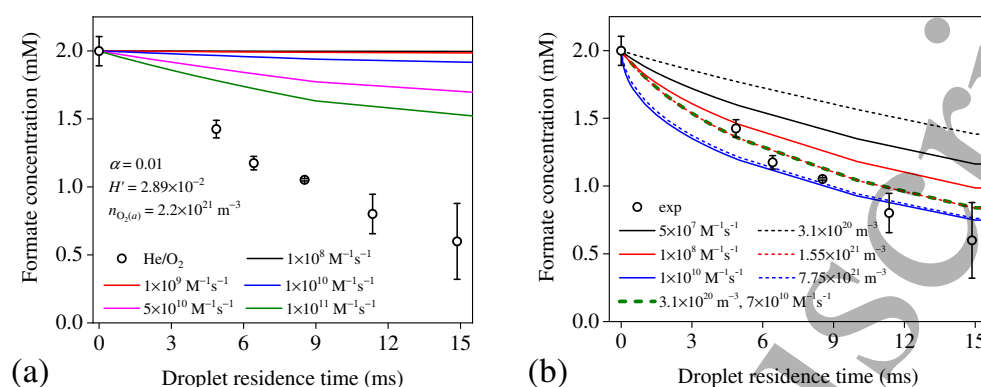 Formate concentration (mM)
2.0
1.5
1.0
0.5
0.0
α = 0.01
H′ = 2.89×10⁻²
n_O₂(a) = 2.2×10²¹ m⁻³
He/O₂
1×10⁸ M⁻¹s⁻¹
1×10⁹ M⁻¹s⁻¹
1×10¹⁰ M⁻¹s⁻¹
5×10¹⁰ M⁻¹s⁻¹
1×10¹¹ M⁻¹s⁻¹
0 3 6 9 12 15
Droplet residence time (ms)
(a)
Formate concentration (mM)
2.0
1.5
1.0
0.5
0.0
exp
5×10⁷ M⁻¹s⁻¹
3.1×10²⁰ m⁻³
1×10⁸ M⁻¹s⁻¹
1.55×10²¹ m⁻³
1×10¹⁰ M⁻¹s⁻¹
7.75×10²¹ m⁻³
3.1×10²⁰ m⁻³, 7×10¹⁰ M⁻¹s⁻¹
0 3 6 9 12 15
Droplet residence time (ms)
(b)